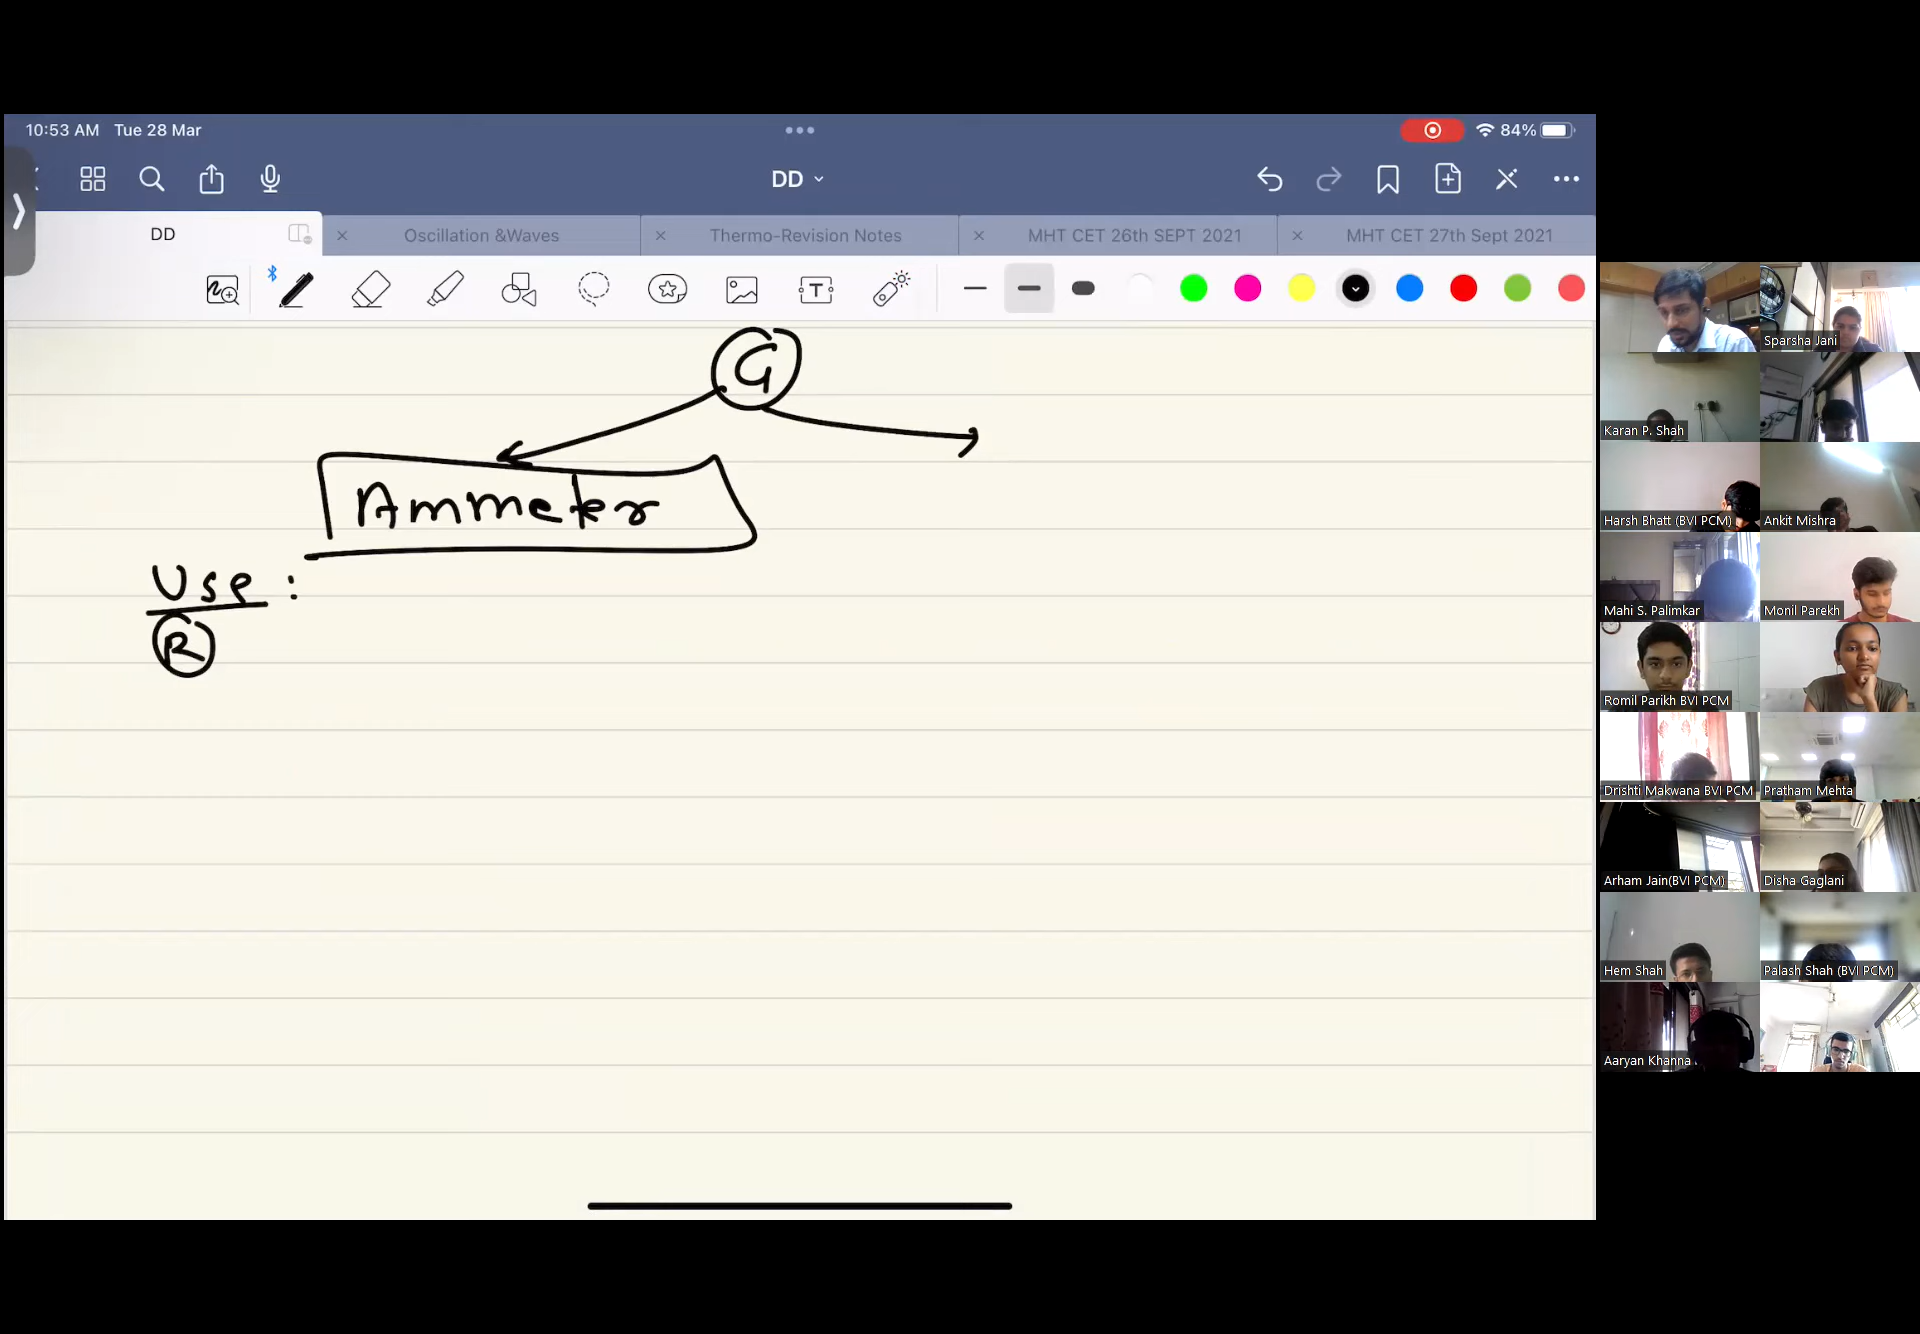 10:53 AM Tue 28 Mar
84%
DD
DD
Oscillation &Waves
Thermo-Revision Notes
MHT CET 26th SEPT 2021
MHT CET 27th Sept 2021
G
Ammeter
Use :
R
Sparsha Jani
Karan P. Shah
Harsh Bhatt (BVI PCM)
Ankit Mishra
Mahi S. Palimkar
Monil Parekh
Romil Parikh BVI PCM
Drishti Makwana BVI PCM
Pratham Mehta
Arham Jain(BVI PCM)
Disha Gaglani
Hem Shah
Palash Shah (BVI PCM)
Aaryan Khanna